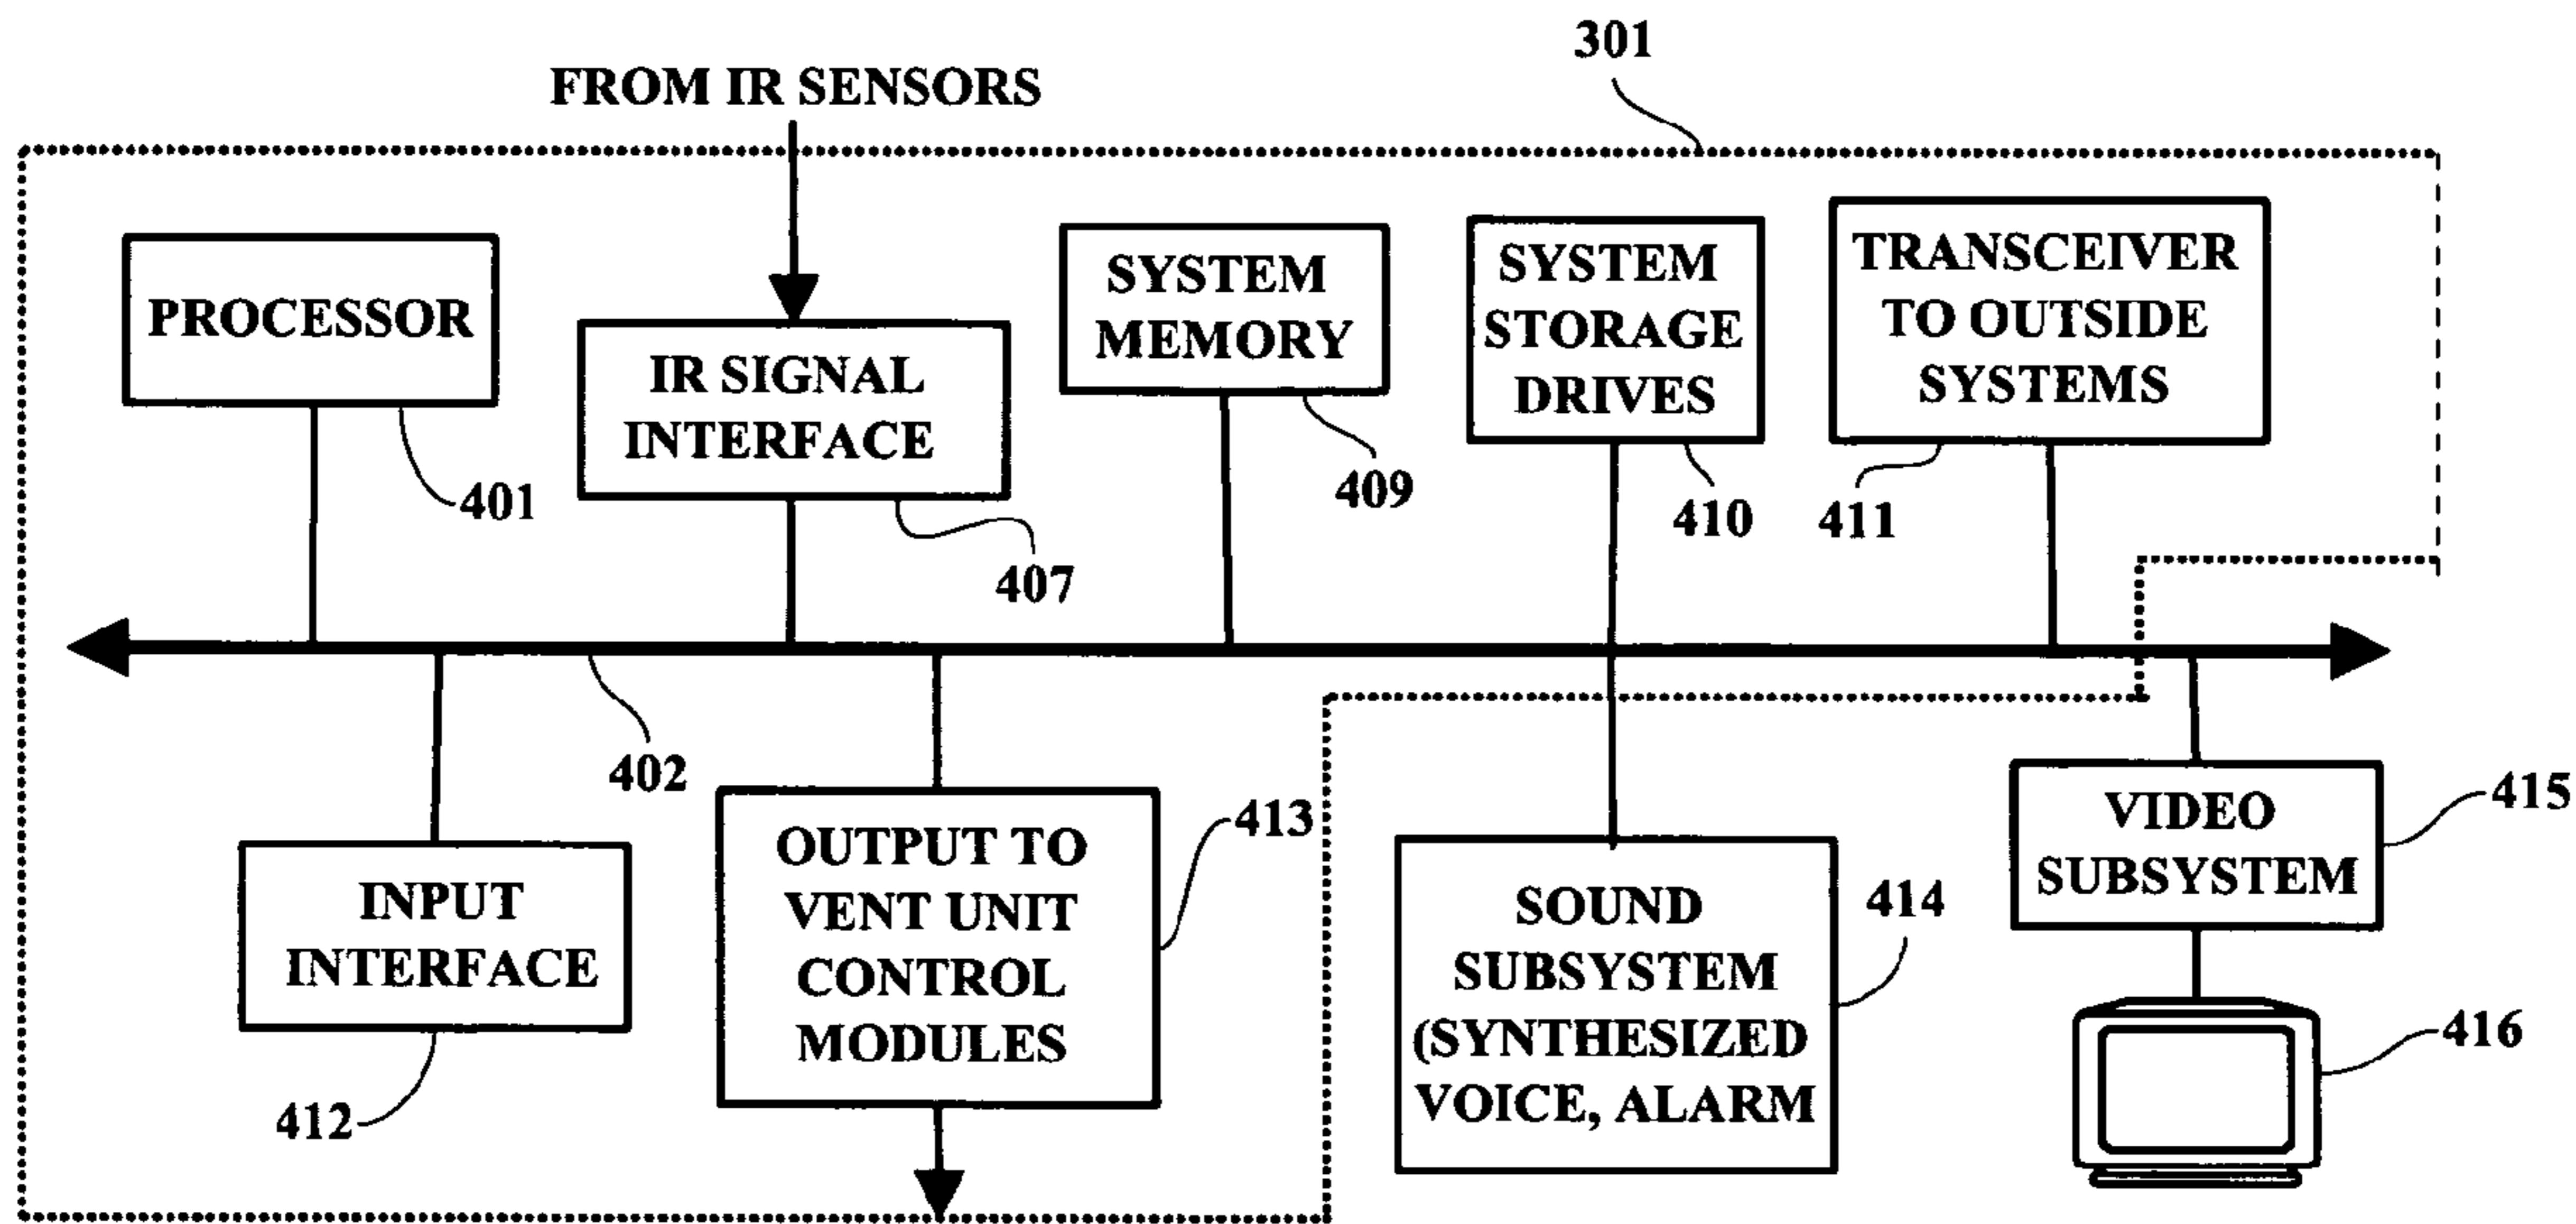 301
FROM IR SENSORS
PROCESSOR
401
IR SIGNAL
INTERFACE
407
SYSTEM
MEMORY
409
SYSTEM
STORAGE
DRIVES
410
TRANSCEIVER
TO OUTSIDE
SYSTEMS
411
402
INPUT
INTERFACE
412
OUTPUT TO
VENT UNIT
CONTROL
MODULES
413
SOUND
SUBSYSTEM
(SYNTHESIZED
VOICE, ALARM
414
VIDEO
SUBSYSTEM
415
416